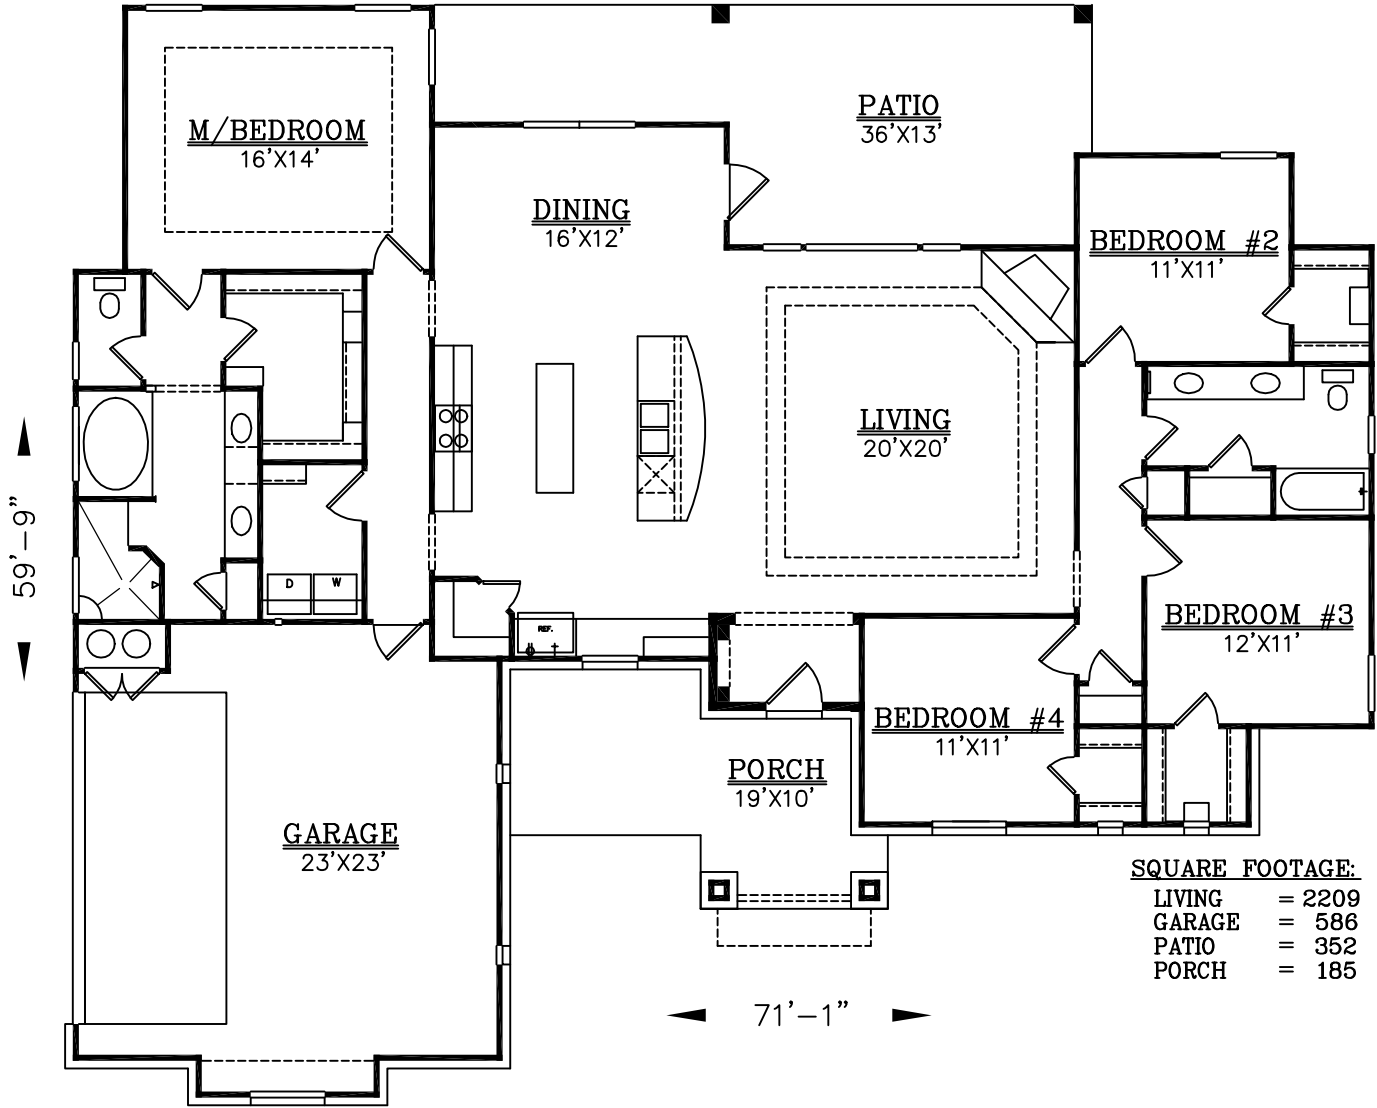 M/BEDROOM
16'X14'
PATIO
36'X13'
DINING
16'X12'
BEDROOM #2
11'X11'
LIVING
20'X20'
59'-9"
D W
REF.
BEDROOM #3
12'X11'
BEDROOM #4
11'X11'
PORCH
19'X10'
GARAGE
23'X23'
SQUARE FOOTAGE:
LIVING = 2209
GARAGE = 586
PATIO = 352
PORCH = 185
71'-1"